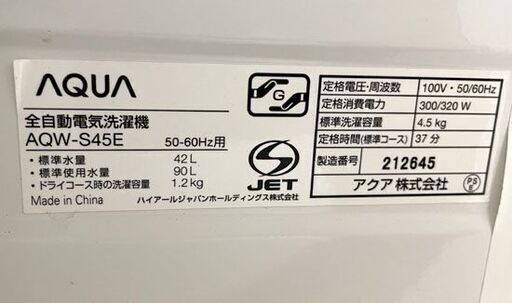 AQUA
全自動電気洗濯機
AQW-S45E 50-60Hz用
・標準水量 42L
・標準使用水量 90L
・ドライコース時の洗濯容量 1.2kg
Made in China
ハイアールジャパンホールディングス株式会社
G
S
JET
定格電圧・周波数 100V・50/60Hz
定格消費電力 300/320W
標準洗濯容量 4.5kg
定格時間(標準コース) 37分
製造番号 212645
アクア株式会社
PS
E